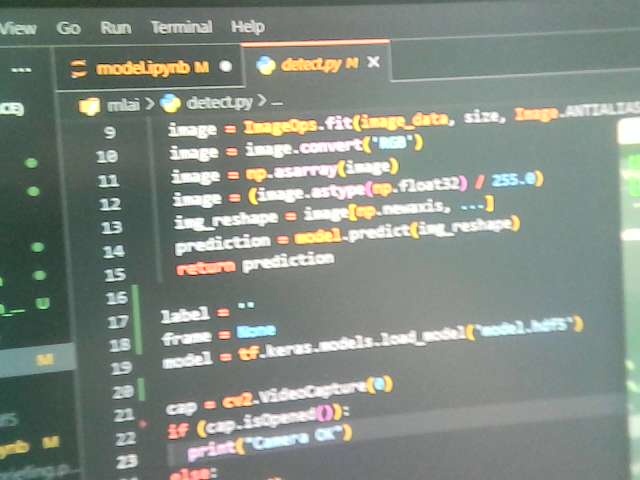 View Go Run Terminal Help
... model.ipynb M detect.py M ×
mlai > detect.py > ...
9 image = ImageOps.fit(image_data, size, Image.ANTIALIAS
10 image = image.convert('RGB')
11 image = np.asarray(image)
12 image = (image.astype(np.float32) / 255.0)
13 img_reshape = image[np.newaxis, ...]
14 prediction = model.predict(img_reshape)
15 return prediction
16
17 label = ''
18 frame = None
19 model = tf.keras.models.load_model('model.hdf5')
20
21 cap = cv2.VideoCapture(0)
22 if (cap.isOpened()):
23 print("Camera OK")
else:
U
M
ynb M